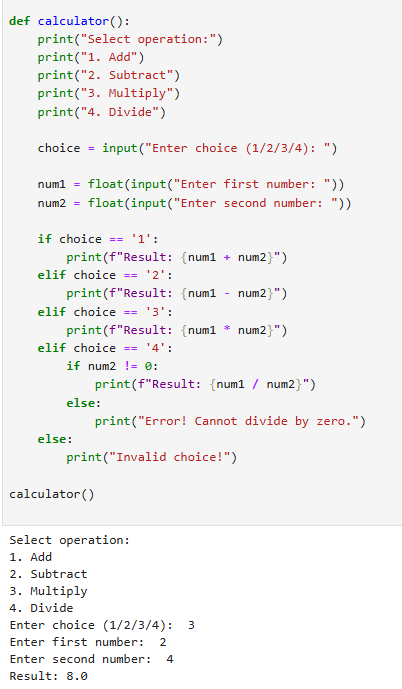 def calculator():
    print("Select operation:")
    print("1. Add")
    print("2. Subtract")
    print("3. Multiply")
    print("4. Divide")

    choice = input("Enter choice (1/2/3/4): ")

    num1 = float(input("Enter first number: "))
    num2 = float(input("Enter second number: "))

    if choice == '1':
        print(f"Result: {num1 + num2}")
    elif choice == '2':
        print(f"Result: {num1 - num2}")
    elif choice == '3':
        print(f"Result: {num1 * num2}")
    elif choice == '4':
        if num2 != 0:
            print(f"Result: {num1 / num2}")
        else:
            print("Error! Cannot divide by zero.")
    else:
        print("Invalid choice!")

calculator()

Select operation:
1. Add
2. Subtract
3. Multiply
4. Divide
Enter choice (1/2/3/4):  3
Enter first number:  2
Enter second number:  4
Result: 8.0